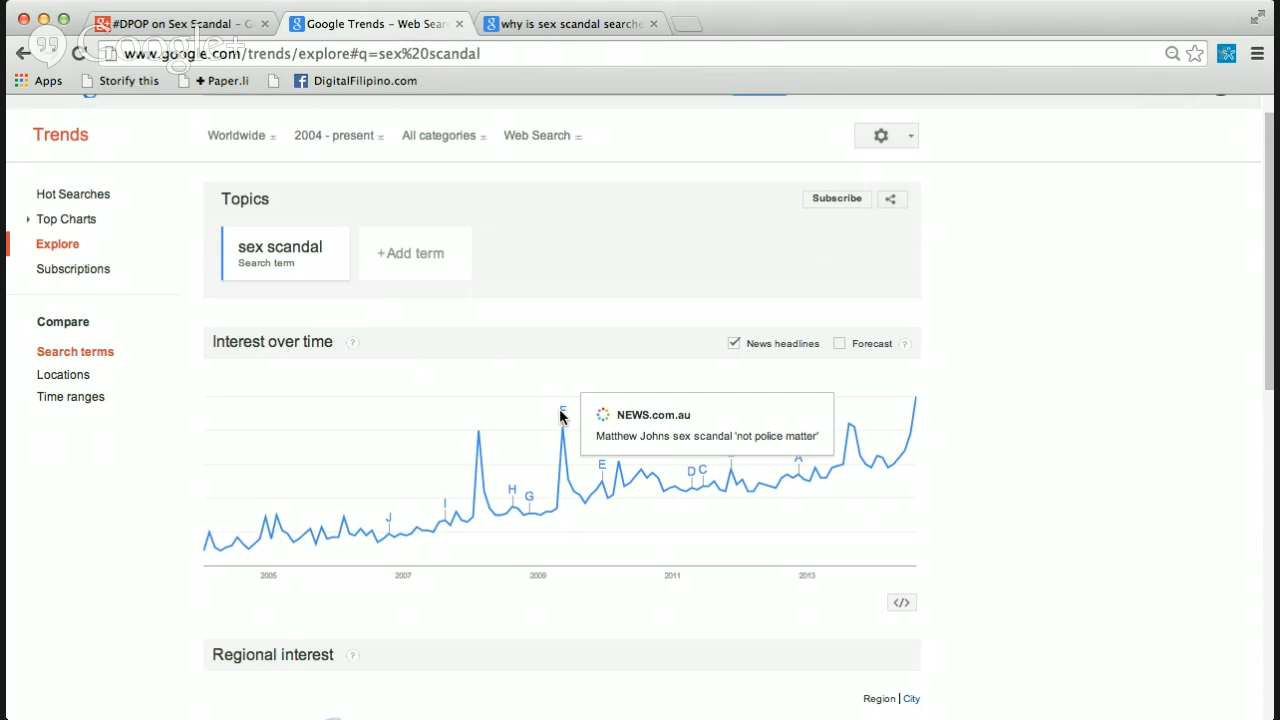 #DPOP on Sex Scandal – G
Google Trends – Web Sear
why is sex scandal searche
Google+
www.google.com/trends/explore#q=sex%20scandal
Apps
Storify this
+ Paper.li
DigitalFilipino.com
Trends
Worldwide
2004 - present
All categories
Web Search
Hot Searches
Top Charts
Explore
Subscriptions
Compare
Search terms
Locations
Time ranges
Topics
Subscribe
sex scandal
Search term
+Add term
Interest over time
?
News headlines
Forecast
?
NEWS.com.au
Matthew Johns sex scandal 'not police matter'
J
I
H
G
E
D
C
A
2005
2007
2009
2011
2013
</>
Regional interest
?
Region | City